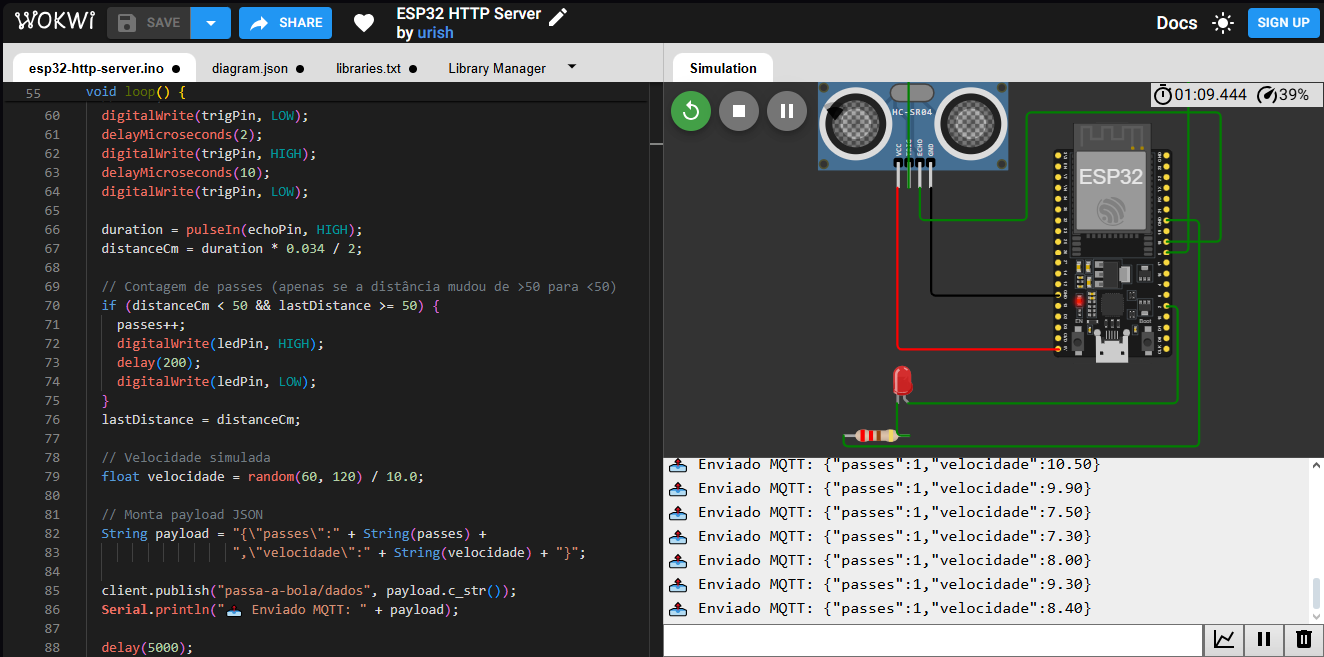 WOKWI SAVE SHARE ESP32 HTTP Server
by urish
Docs SIGN UP
esp32-http-server.ino ● diagram.json ● libraries.txt ● Library Manager
Simulation
55 void loop() {
60 digitalWrite(trigPin, LOW);
61 delayMicroseconds(2);
62 digitalWrite(trigPin, HIGH);
63 delayMicroseconds(10);
64 digitalWrite(trigPin, LOW);
65
66 duration = pulseIn(echoPin, HIGH);
67 distanceCm = duration * 0.034 / 2;
68
69 // Contagem de passes (apenas se a distância mudou de >50 para <50)
70 if (distanceCm < 50 && lastDistance >= 50) {
71 passes++;
72 digitalWrite(ledPin, HIGH);
73 delay(200);
74 digitalWrite(ledPin, LOW);
75 }
76 lastDistance = distanceCm;
77
78 // Velocidade simulada
79 float velocidade = random(60, 120) / 10.0;
80
81 // Monta payload JSON
82 String payload = "{\"passes\":" + String(passes) +
83 ",\"velocidade\":" + String(velocidade) + "}";
84
85 client.publish("passa-a-bola/dados", payload.c_str());
86 Serial.println("📤 Enviado MQTT: " + payload);
87
88 delay(5000);
01:09.444 39%
HC-SR04
VCC
ECHO
GND
ESP32
EN
Boot
📤 Enviado MQTT: {"passes":1,"velocidade":10.50}
📤 Enviado MQTT: {"passes":1,"velocidade":9.90}
📤 Enviado MQTT: {"passes":1,"velocidade":7.50}
📤 Enviado MQTT: {"passes":1,"velocidade":7.30}
📤 Enviado MQTT: {"passes":1,"velocidade":8.00}
📤 Enviado MQTT: {"passes":1,"velocidade":9.30}
📤 Enviado MQTT: {"passes":1,"velocidade":8.40}